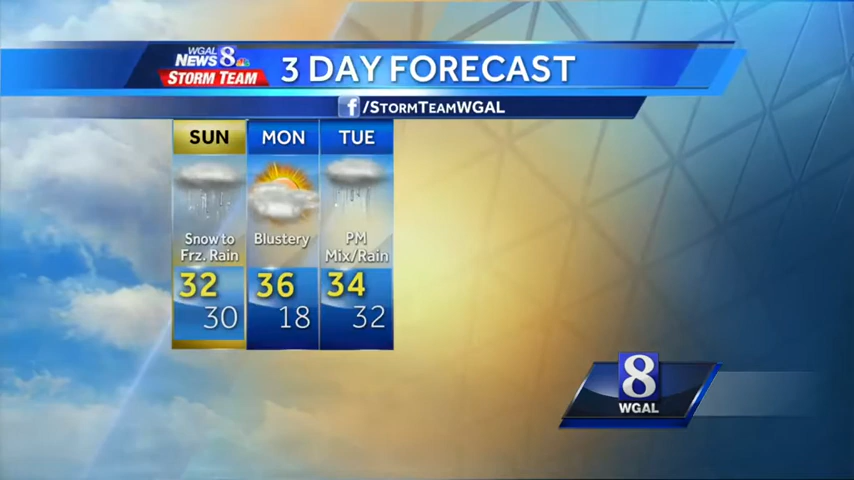 WGAL
NEWS 8
STORM TEAM
3 DAY FORECAST
f/STORMTEAMWGAL
SUN MON TUE
Snow to Frz. Rain
Blustery
PM Mix/Rain
32 36 34
30 18 32
8
WGAL